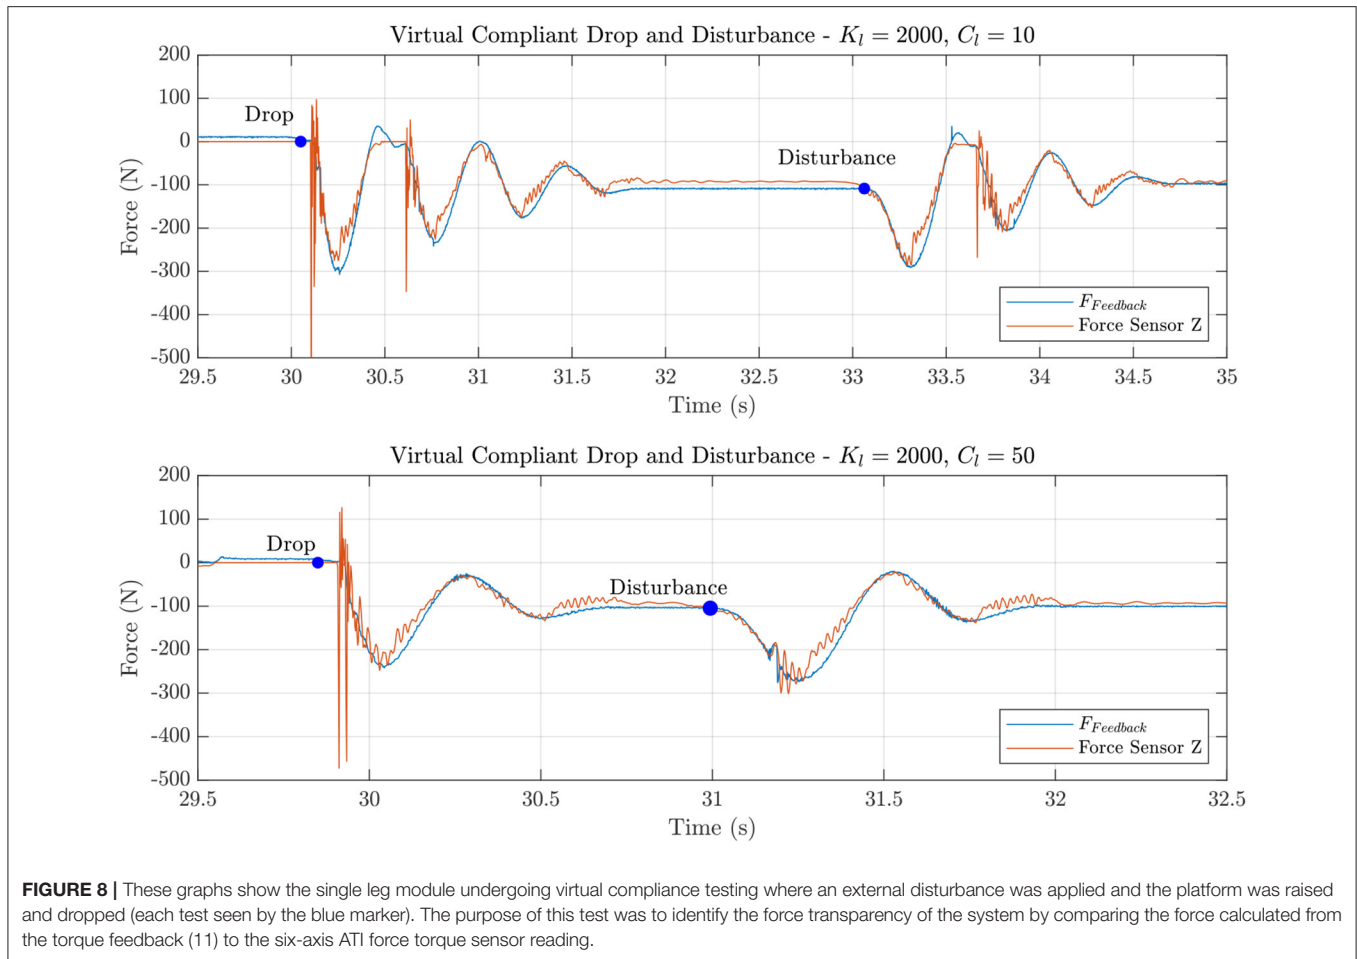 Virtual Compliant Drop and Disturbance - K_l = 2000, C_l = 10
200
100
0
-100
-200
-300
-400
-500
Force (N)
Drop
Disturbance
F_Feedback
Force Sensor Z
29.5 30 30.5 31 31.5 32 32.5 33 33.5 34 34.5 35
Time (s)
Virtual Compliant Drop and Disturbance - K_l = 2000, C_l = 50
200
100
0
-100
-200
-300
-400
-500
Force (N)
Drop
Disturbance
F_Feedback
Force Sensor Z
29.5 30 30.5 31 31.5 32 32.5
Time (s)
FIGURE 8 | These graphs show the single leg module undergoing virtual compliance testing where an external disturbance was applied and the platform was raised
and dropped (each test seen by the blue marker). The purpose of this test was to identify the force transparency of the system by comparing the force calculated from
the torque feedback (11) to the six-axis ATI force torque sensor reading.